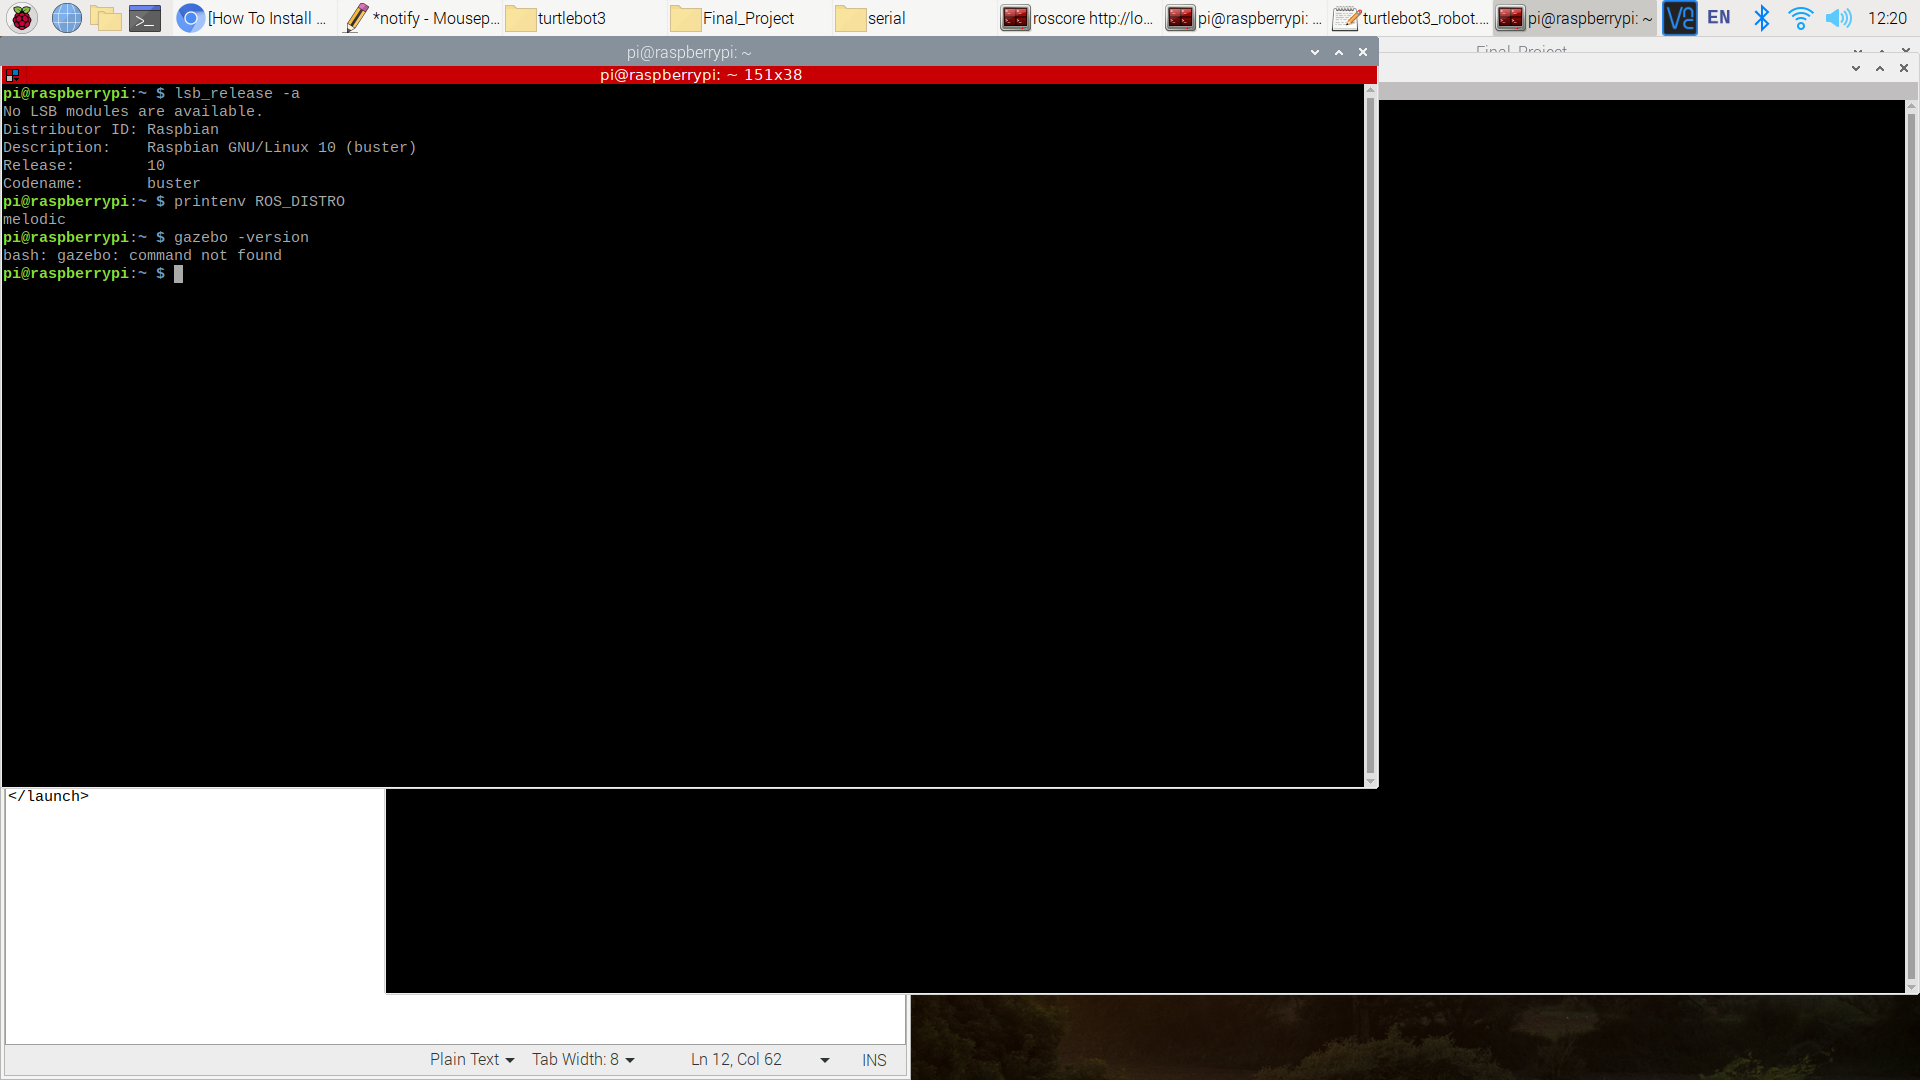 [How To Install ...
*notify - Mousep...
turtlebot3
Final_Project
serial
roscore http://lo...
pi@raspberrypi: ...
turtlebot3_robot....
pi@raspberrypi: ~
EN
12:20
pi@raspberrypi: ~
Final_Project
pi@raspberrypi: ~ 151x38
pi@raspberrypi:~ $ lsb_release -a
No LSB modules are available.
Distributor ID: Raspbian
Description:    Raspbian GNU/Linux 10 (buster)
Release:        10
Codename:       buster
pi@raspberrypi:~ $ printenv ROS_DISTRO
melodic
pi@raspberrypi:~ $ gazebo -version
bash: gazebo: command not found
pi@raspberrypi:~ $
</launch>
Plain Text
Tab Width: 8
Ln 12, Col 62
INS